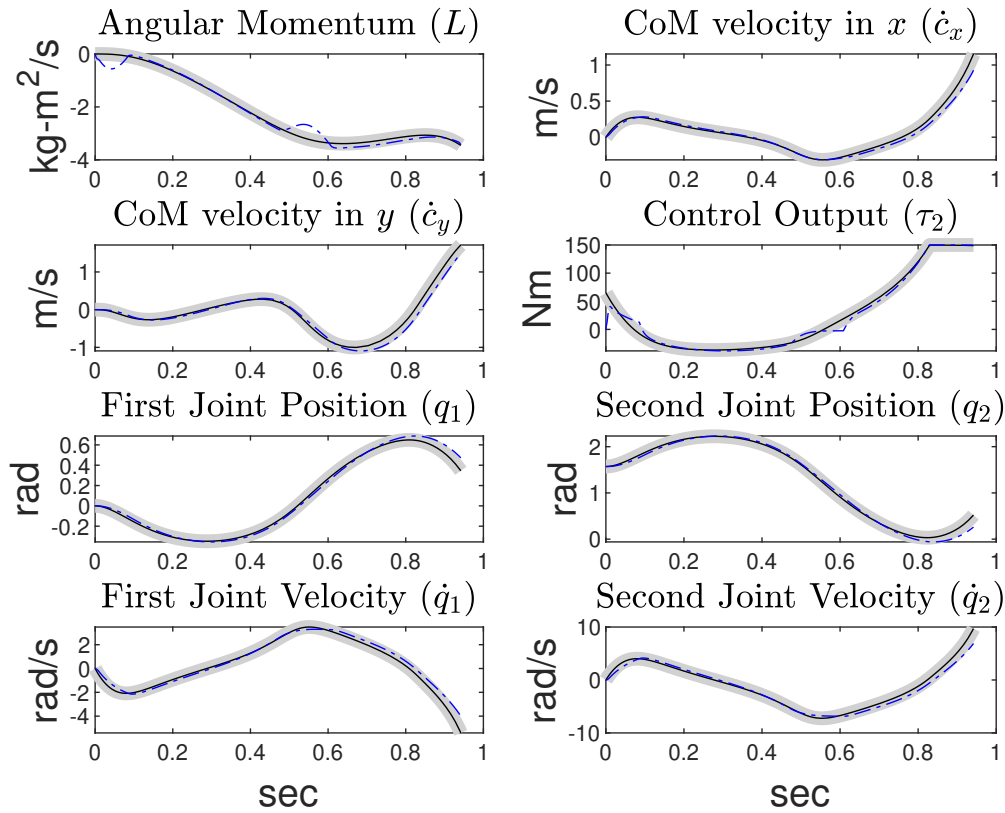 Angular Momentum (L)
kg-m²/s
0
-2
-4
0 0.2 0.4 0.6 0.8 1
CoM velocity in x (ċₓ)
m/s
1
0.5
0
0 0.2 0.4 0.6 0.8 1
CoM velocity in y (ċ_y)
m/s
1
0
-1
0 0.2 0.4 0.6 0.8 1
Control Output (τ₂)
Nm
150
100
50
0
0 0.2 0.4 0.6 0.8 1
First Joint Position (q₁)
rad
0.6
0.4
0.2
0
-0.2
0 0.2 0.4 0.6 0.8 1
Second Joint Position (q₂)
rad
2
1
0
0 0.2 0.4 0.6 0.8 1
First Joint Velocity (q̇₁)
rad/s
2
0
-2
-4
0 0.2 0.4 0.6 0.8 1
sec
Second Joint Velocity (q̇₂)
rad/s
10
0
-10
0 0.2 0.4 0.6 0.8 1
sec